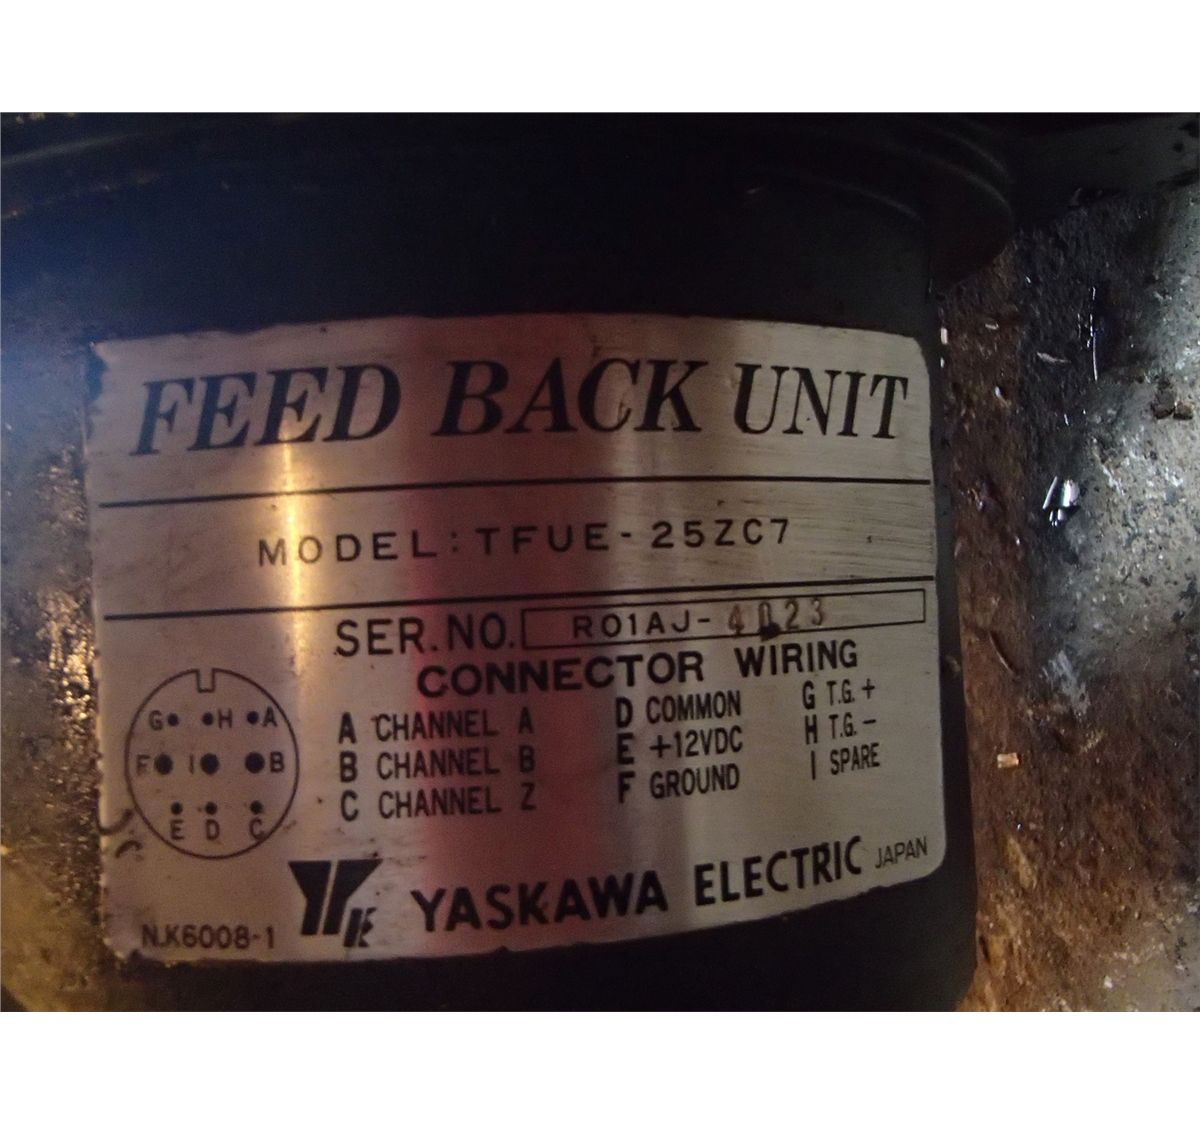 FEED BACK UNIT
MODEL: TFUE-25ZC7
SER.NO. R01AJ-4023
CONNECTOR WIRING
A CHANNEL A D COMMON G T.G.+
B CHANNEL B E +12VDC H T.G.-
C CHANNEL Z F GROUND I SPARE
G H A
F I B
E D C
YASKAWA ELECTRIC JAPAN
N.K6008-1